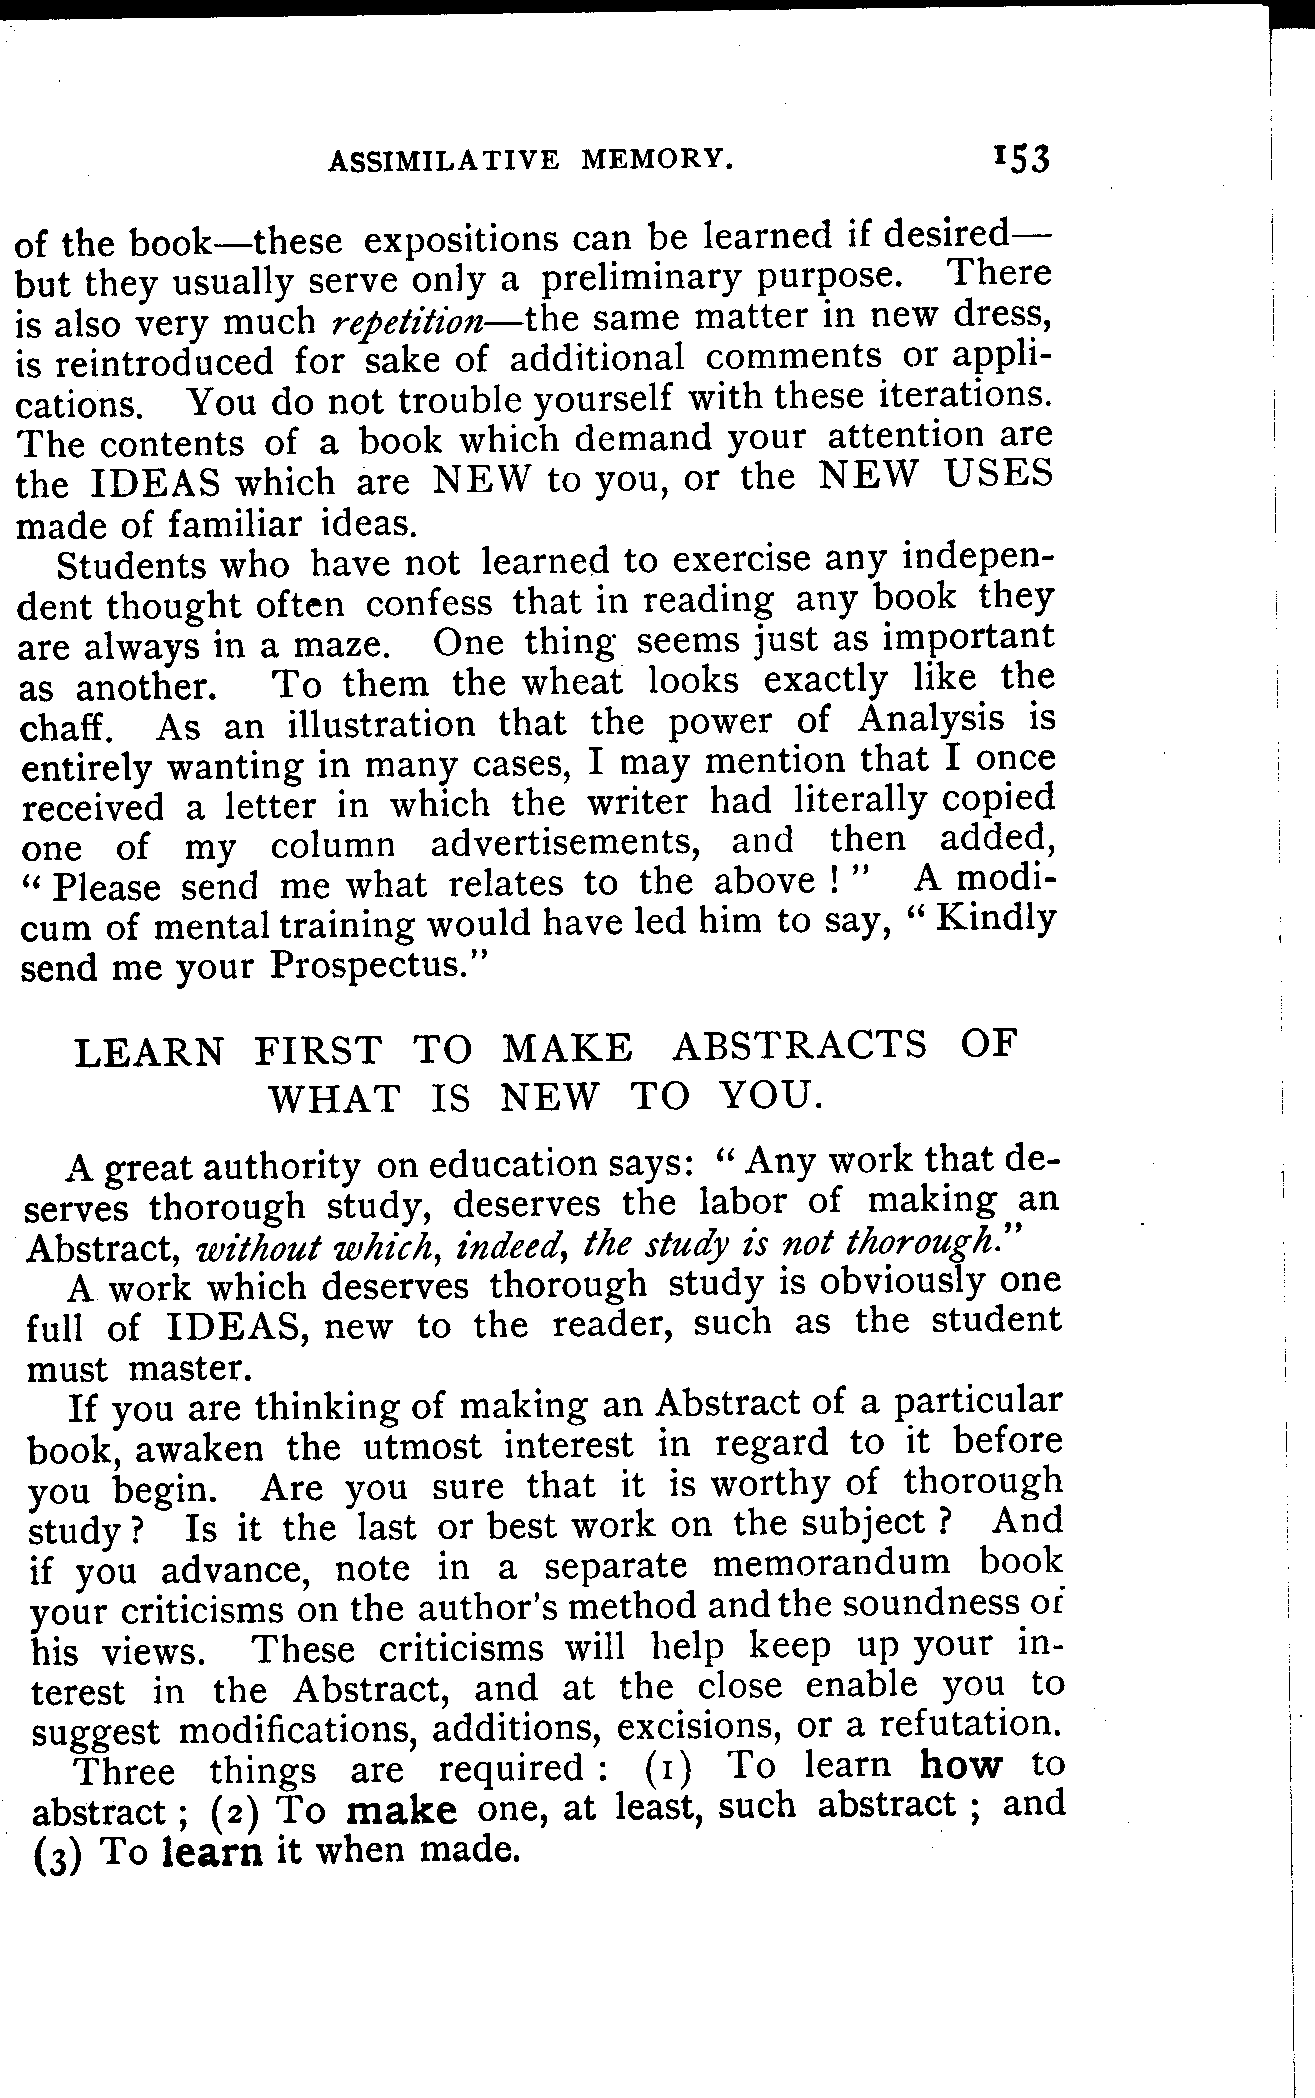 ASSIMILATIVE MEMORY. 153
of the book—these expositions can be learned if desired—
but they usually serve only a preliminary purpose. There
is also very much repetition—the same matter in new dress,
is reintroduced for sake of additional comments or appli-
cations. You do not trouble yourself with these iterations.
The contents of a book which demand your attention are
the IDEAS which are NEW to you, or the NEW USES
made of familiar ideas.
Students who have not learned to exercise any indepen-
dent thought often confess that in reading any book they
are always in a maze. One thing seems just as important
as another. To them the wheat looks exactly like the
chaff. As an illustration that the power of Analysis is
entirely wanting in many cases, I may mention that I once
received a letter in which the writer had literally copied
one of my column advertisements, and then added,
“ Please send me what relates to the above ! ” A modi-
cum of mental training would have led him to say, “ Kindly
send me your Prospectus.”
LEARN FIRST TO MAKE ABSTRACTS OF
WHAT IS NEW TO YOU.
A great authority on education says: “ Any work that de-
serves thorough study, deserves the labor of making an
Abstract, without which, indeed, the study is not thorough.”
A work which deserves thorough study is obviously one
full of IDEAS, new to the reader, such as the student
must master.
If you are thinking of making an Abstract of a particular
book, awaken the utmost interest in regard to it before
you begin. Are you sure that it is worthy of thorough
study ? Is it the last or best work on the subject ? And
if you advance, note in a separate memorandum book
your criticisms on the author's method and the soundness of
his views. These criticisms will help keep up your in-
terest in the Abstract, and at the close enable you to
suggest modifications, additions, excisions, or a refutation.
Three things are required : (1) To learn how to
abstract ; (2) To make one, at least, such abstract ; and
(3) To learn it when made.